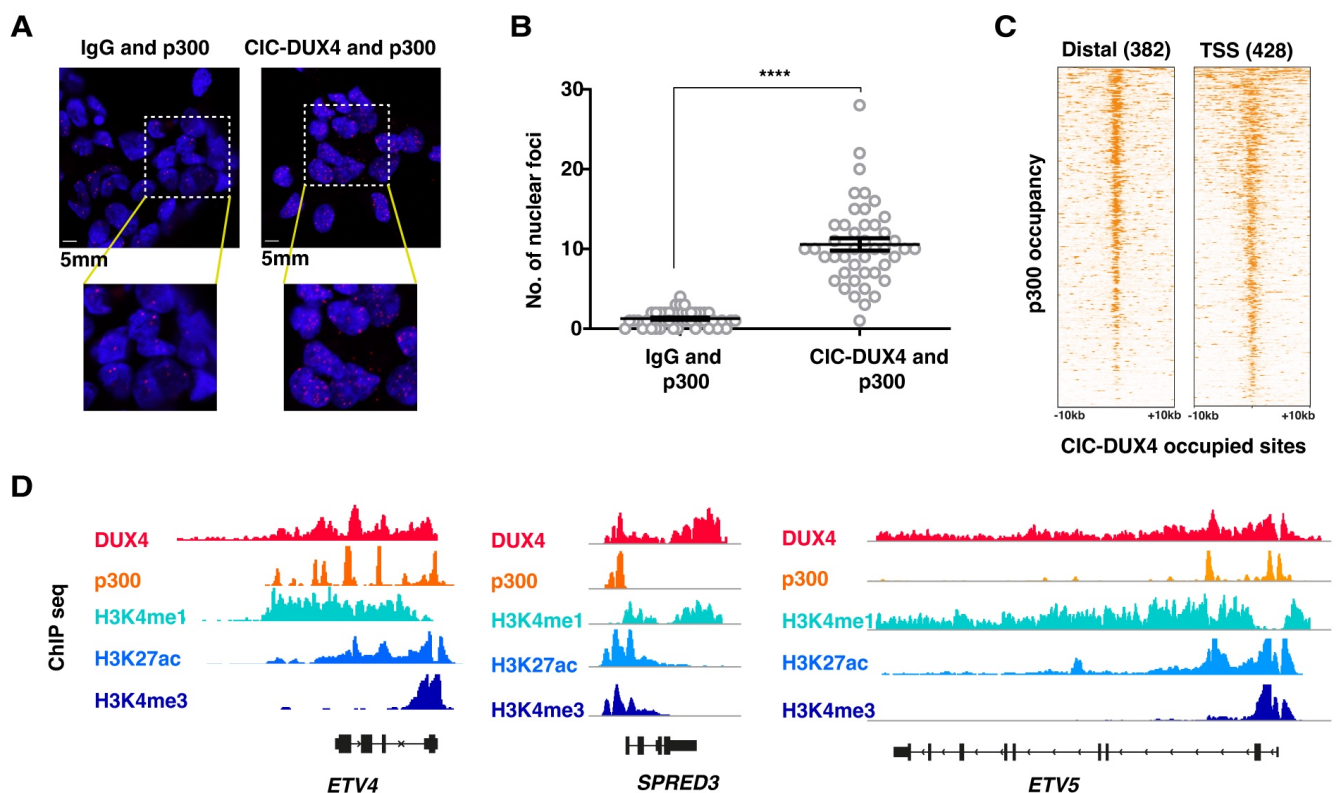 A
IgG and p300
CIC-DUX4 and p300
5mm
5mm
B
No. of nuclear foci
30
20
10
0
****
IgG and
p300
CIC-DUX4 and
p300
C
Distal (382)
TSS (428)
p300 occupancy
-10kb
+10kb
-10kb
+10kb
CIC-DUX4 occupied sites
D
ChIP seq
DUX4
p300
H3K4me1
H3K27ac
H3K4me3
ETV4
DUX4
p300
H3K4me1
H3K27ac
H3K4me3
SPRED3
DUX4
p300
H3K4me1
H3K27ac
H3K4me3
ETV5